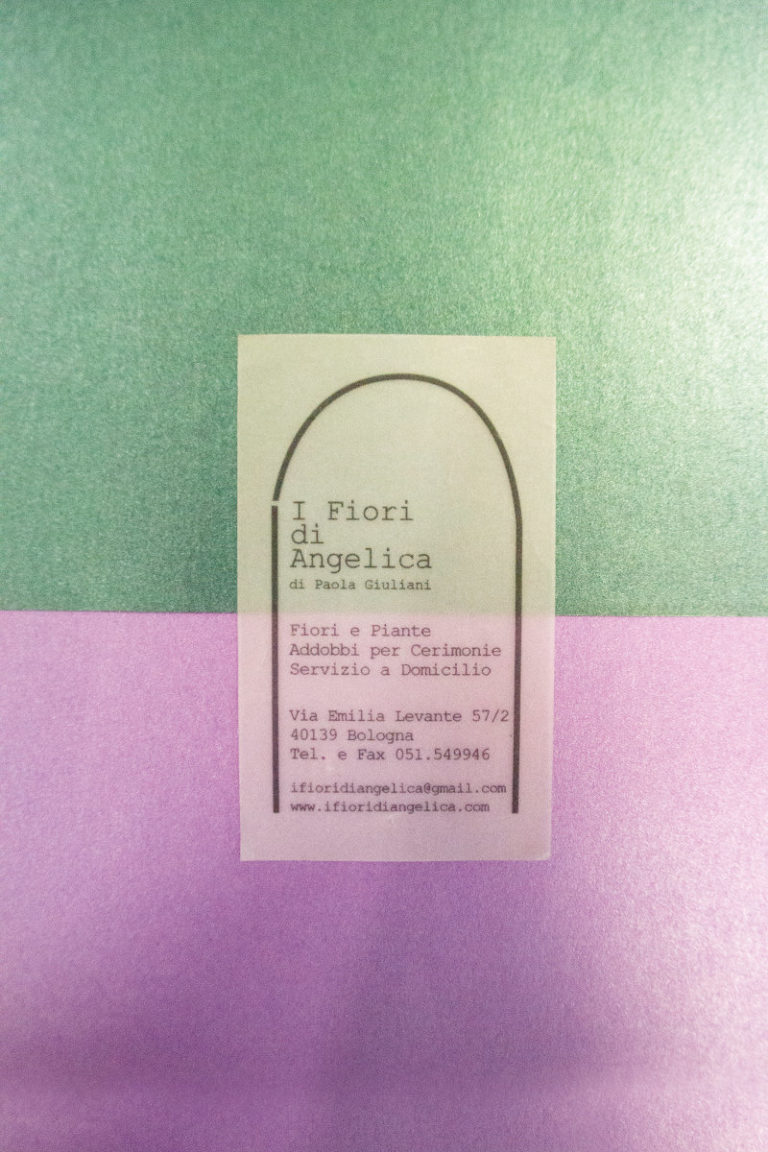 I Fiori
di
Angelica
di Paola Giuliani
Fiori e Piante
Addobbi per Cerimonie
Servizio a Domicilio
Via Emilia Levante 57/2
40139 Bologna
Tel. e Fax 051.549946
ifioridiangelica@gmail.com
www.ifioridiangelica.com